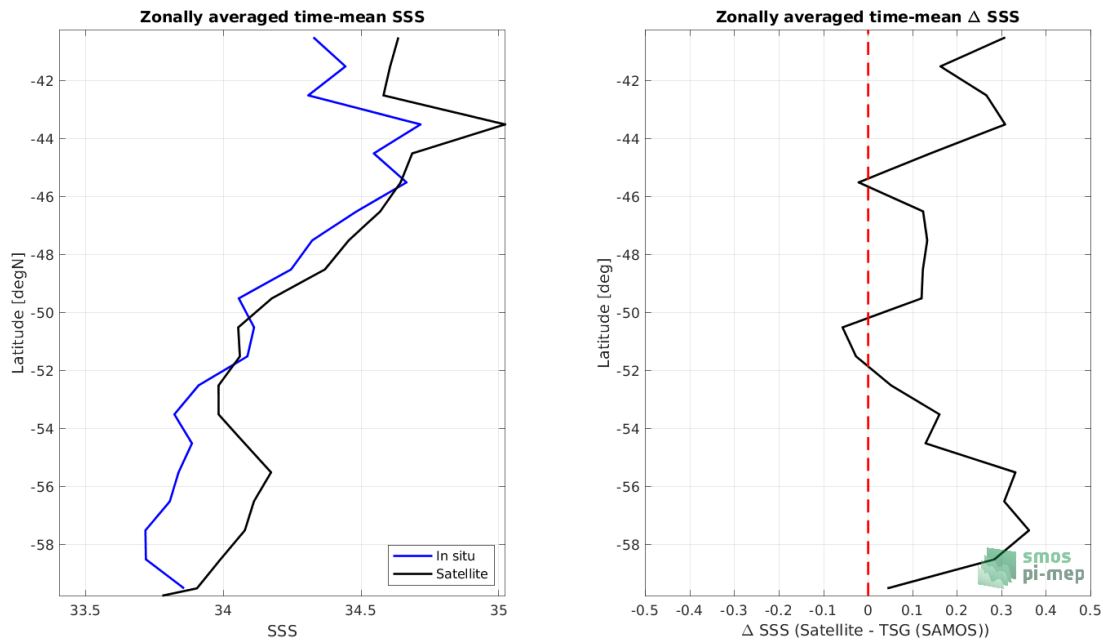 Zonally averaged time-mean SSS
-42
-44
-46
-48
-50
-52
-54
-56
-58
Latitude [degN]
33.5 34 34.5 35
SSS
In situ
Satellite
Zonally averaged time-mean Δ SSS
-42
-44
-46
-48
-50
-52
-54
-56
-58
Latitude [deg]
-0.5 -0.4 -0.3 -0.2 -0.1 0 0.1 0.2 0.3 0.4 0.5
Δ SSS (Satellite - TSG (SAMOS))
smos
pi-mep